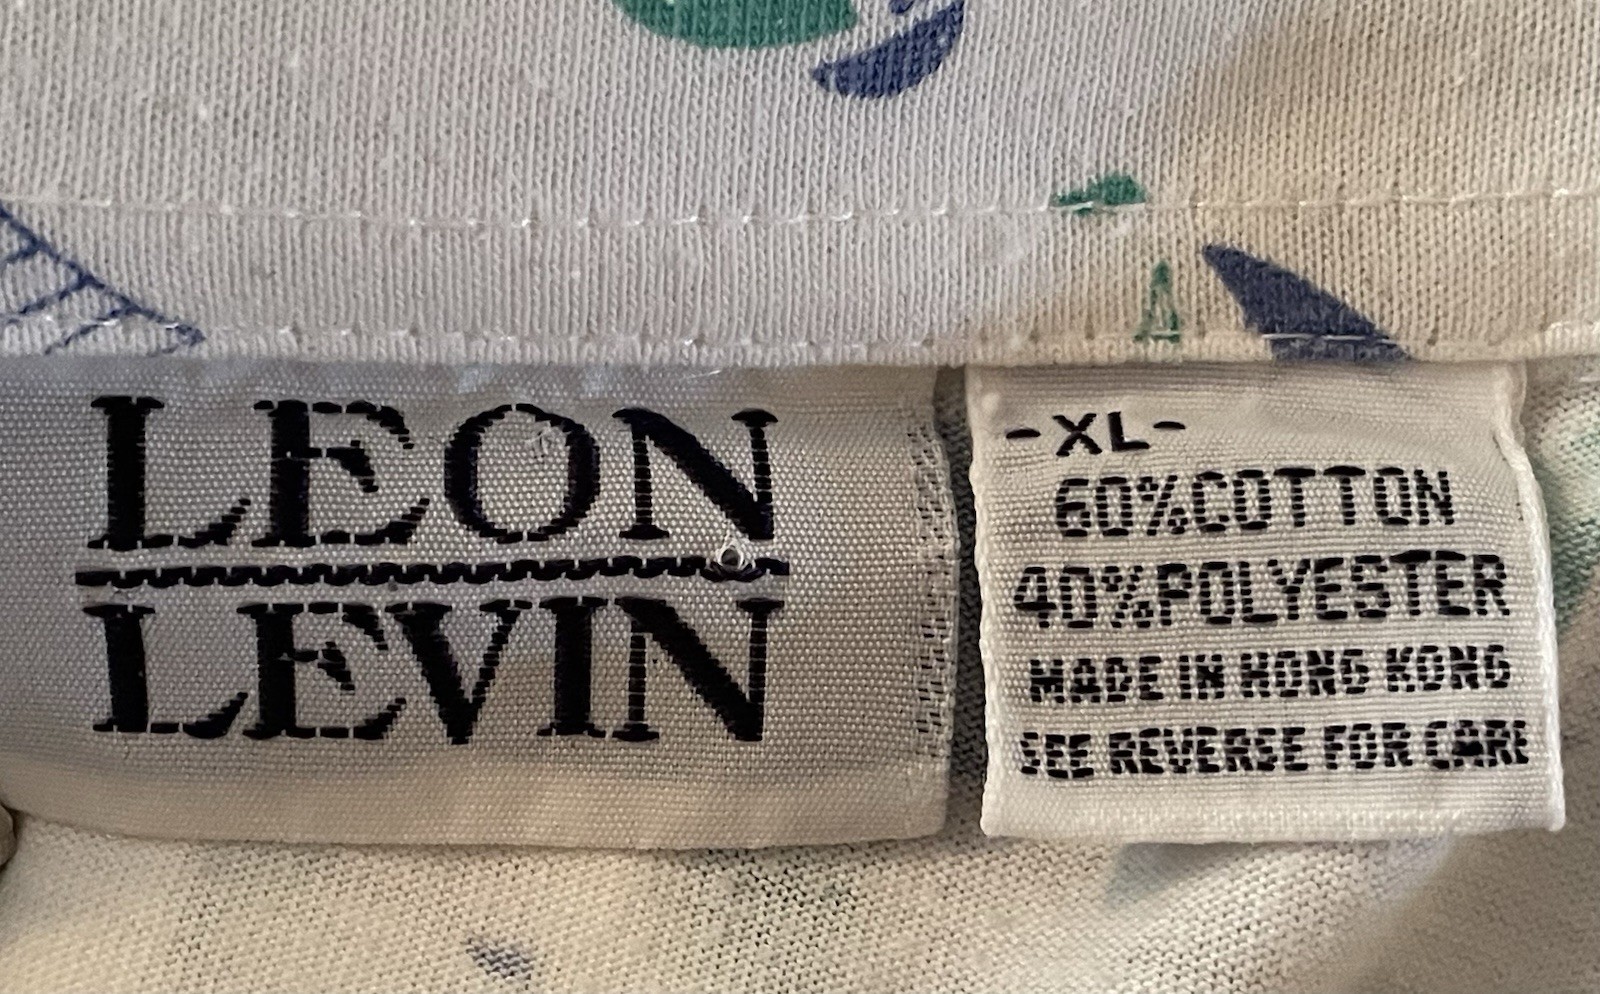 LEON
LEVIN
-XL-
60%COTTON
40%POLYESTER
MADE IN HONG KONG
SEE REVERSE FOR CARE